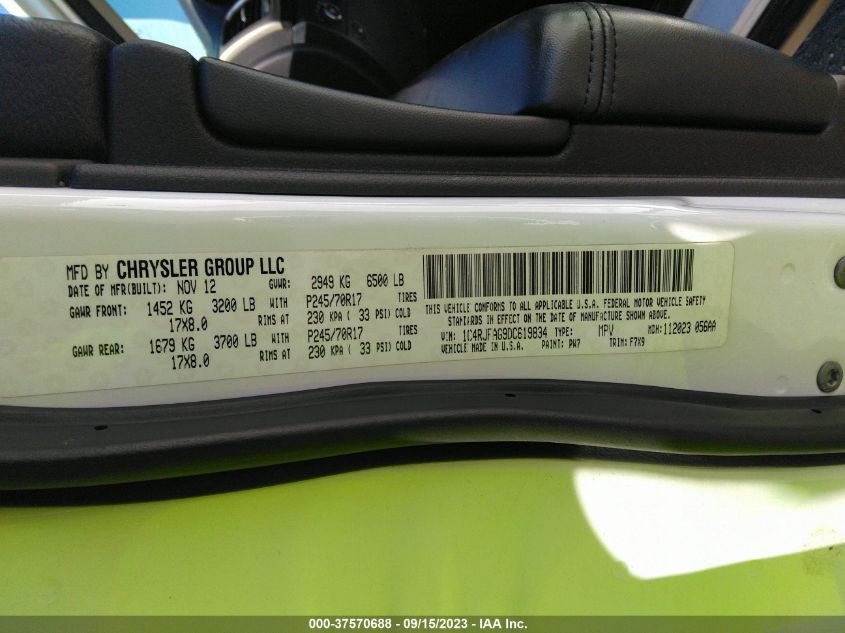 MFD BY CHRYSLER GROUP LLC
DATE OF MFR(BUILT): NOV 12 GVWR: 2949 KG 6500 LB
GAWR FRONT: 1452 KG 3200 LB WITH P245/70R17 TIRES
17X8.0 RIMS AT 230 KPA ( 33 PSI) COLD
GAWR REAR: 1679 KG 3700 LB WITH P245/70R17 TIRES
17X8.0 RIMS AT 230 KPA ( 33 PSI) COLD
THIS VEHICLE CONFORMS TO ALL APPLICABLE U.S.A. FEDERAL MOTOR VEHICLE SAFETY
STANDARDS IN EFFECT ON THE DATE OF MANUFACTURE SHOWN ABOVE.
VIN: 1C4RJFAG9DC619834 TYPE: MPV MDH: 112023 056AA
VEHICLE MADE IN U.S.A. PAINT: PW7 TRIM: F7X9
000-37570688 - 09/15/2023 - IAA Inc.